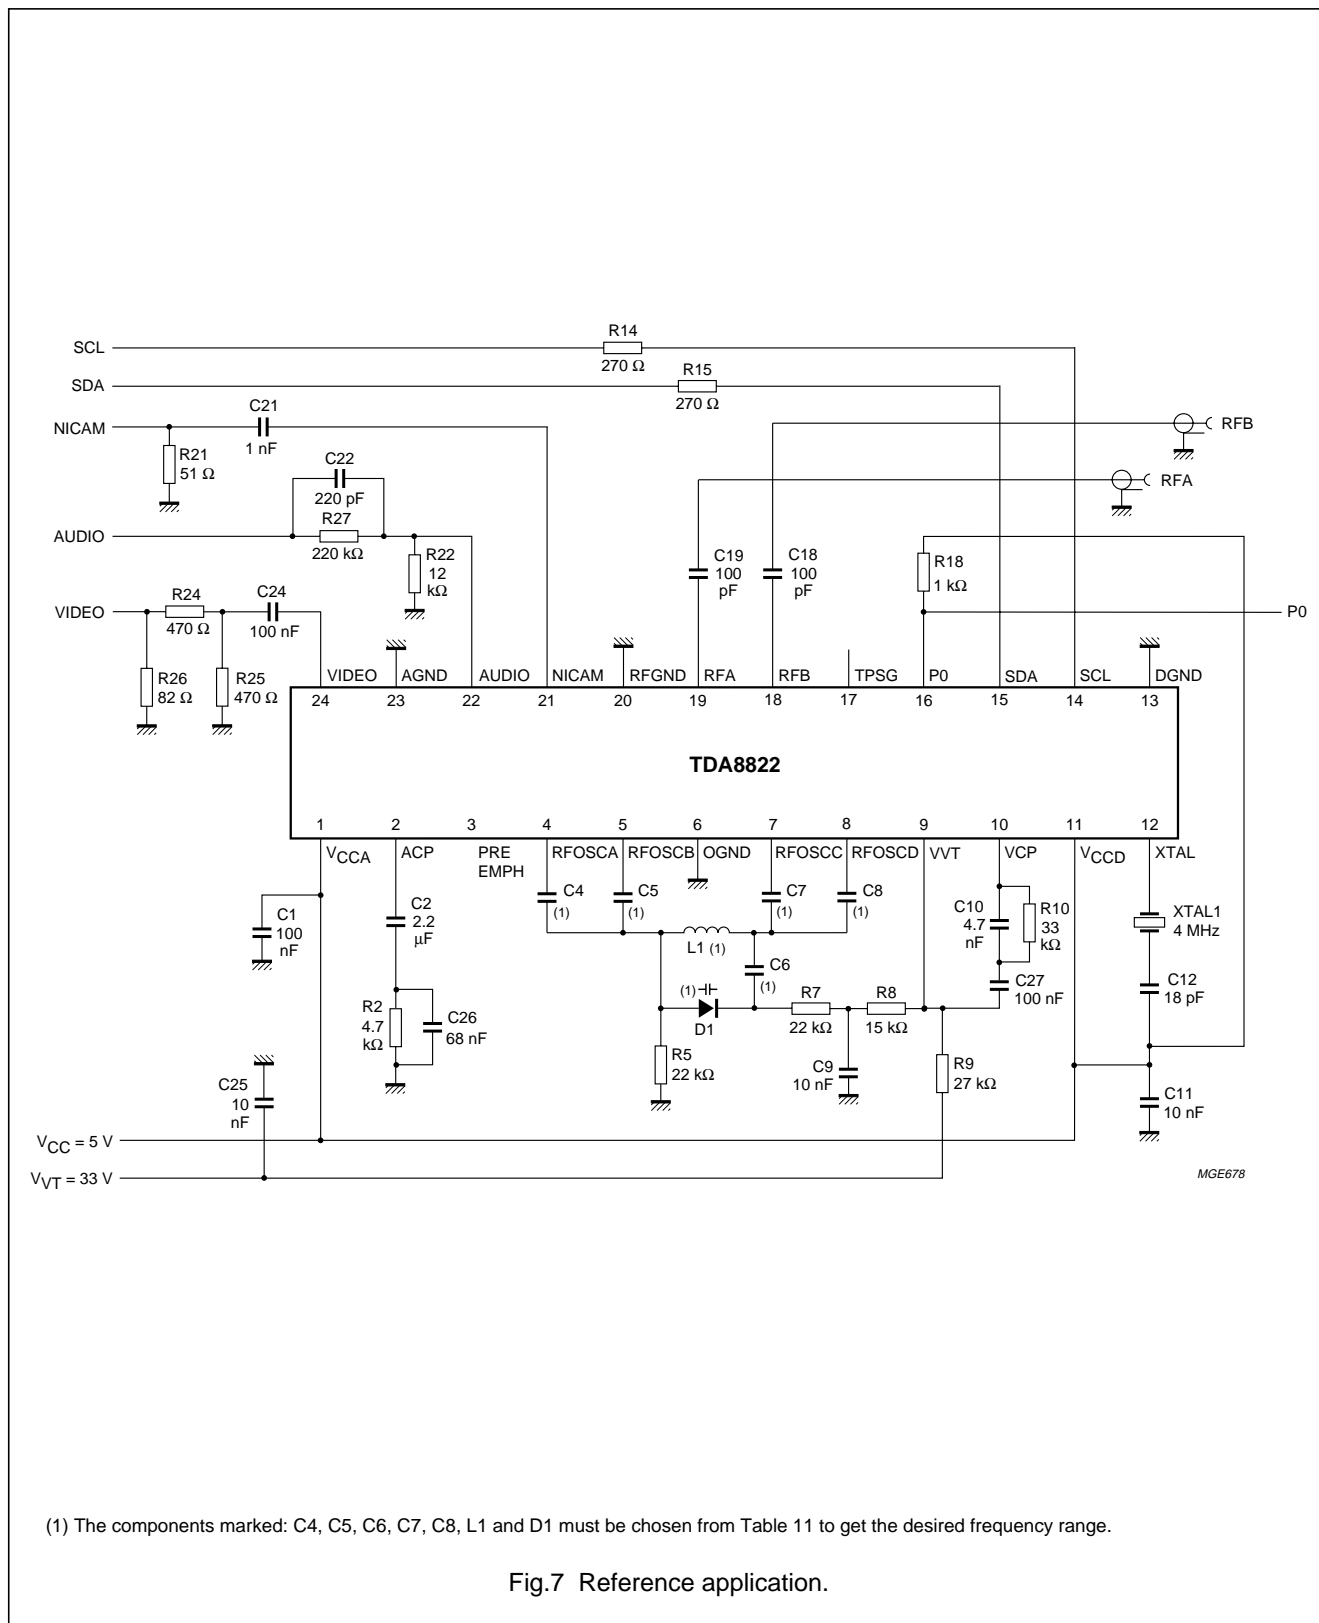 SCL
R14
270 Ω
SDA
R15
270 Ω
NICAM
C21
1 nF
R21
51 Ω
RFB
RFA
C22
220 pF
AUDIO
R27
220 kΩ
R22
12
kΩ
C19
100
pF
C18
100
pF
R18
1 kΩ
VIDEO
R24
470 Ω
C24
100 nF
P0
R26
82 Ω
R25
470 Ω
VIDEO AGND AUDIO NICAM RFGND RFA RFB TPSG P0 SDA SCL DGND
24 23 22 21 20 19 18 17 16 15 14 13
TDA8822
1 2 3 4 5 6 7 8 9 10 11 12
VCCA ACP PRE EMPH RFOSCA RFOSCB OGND RFOSCC RFOSCD VVT VCP VCCD XTAL
C1
100
nF
C2
2.2
μF
C4
(1)
C5
(1)
C7
(1)
C8
(1)
L1 (1)
C6
(1)
C10
4.7
nF
R10
33
kΩ
XTAL1
4 MHz
R2
4.7
kΩ
C26
68 nF
(1)
D1
R7
22 kΩ
R8
15 kΩ
C27
100 nF
C12
18 pF
R5
22 kΩ
C9
10 nF
R9
27 kΩ
C25
10
nF
C11
10 nF
VCC = 5 V
VVT = 33 V
MGE678
(1) The components marked: C4, C5, C6, C7, C8, L1 and D1 must be chosen from Table 11 to get the desired frequency range.
Fig.7 Reference application.